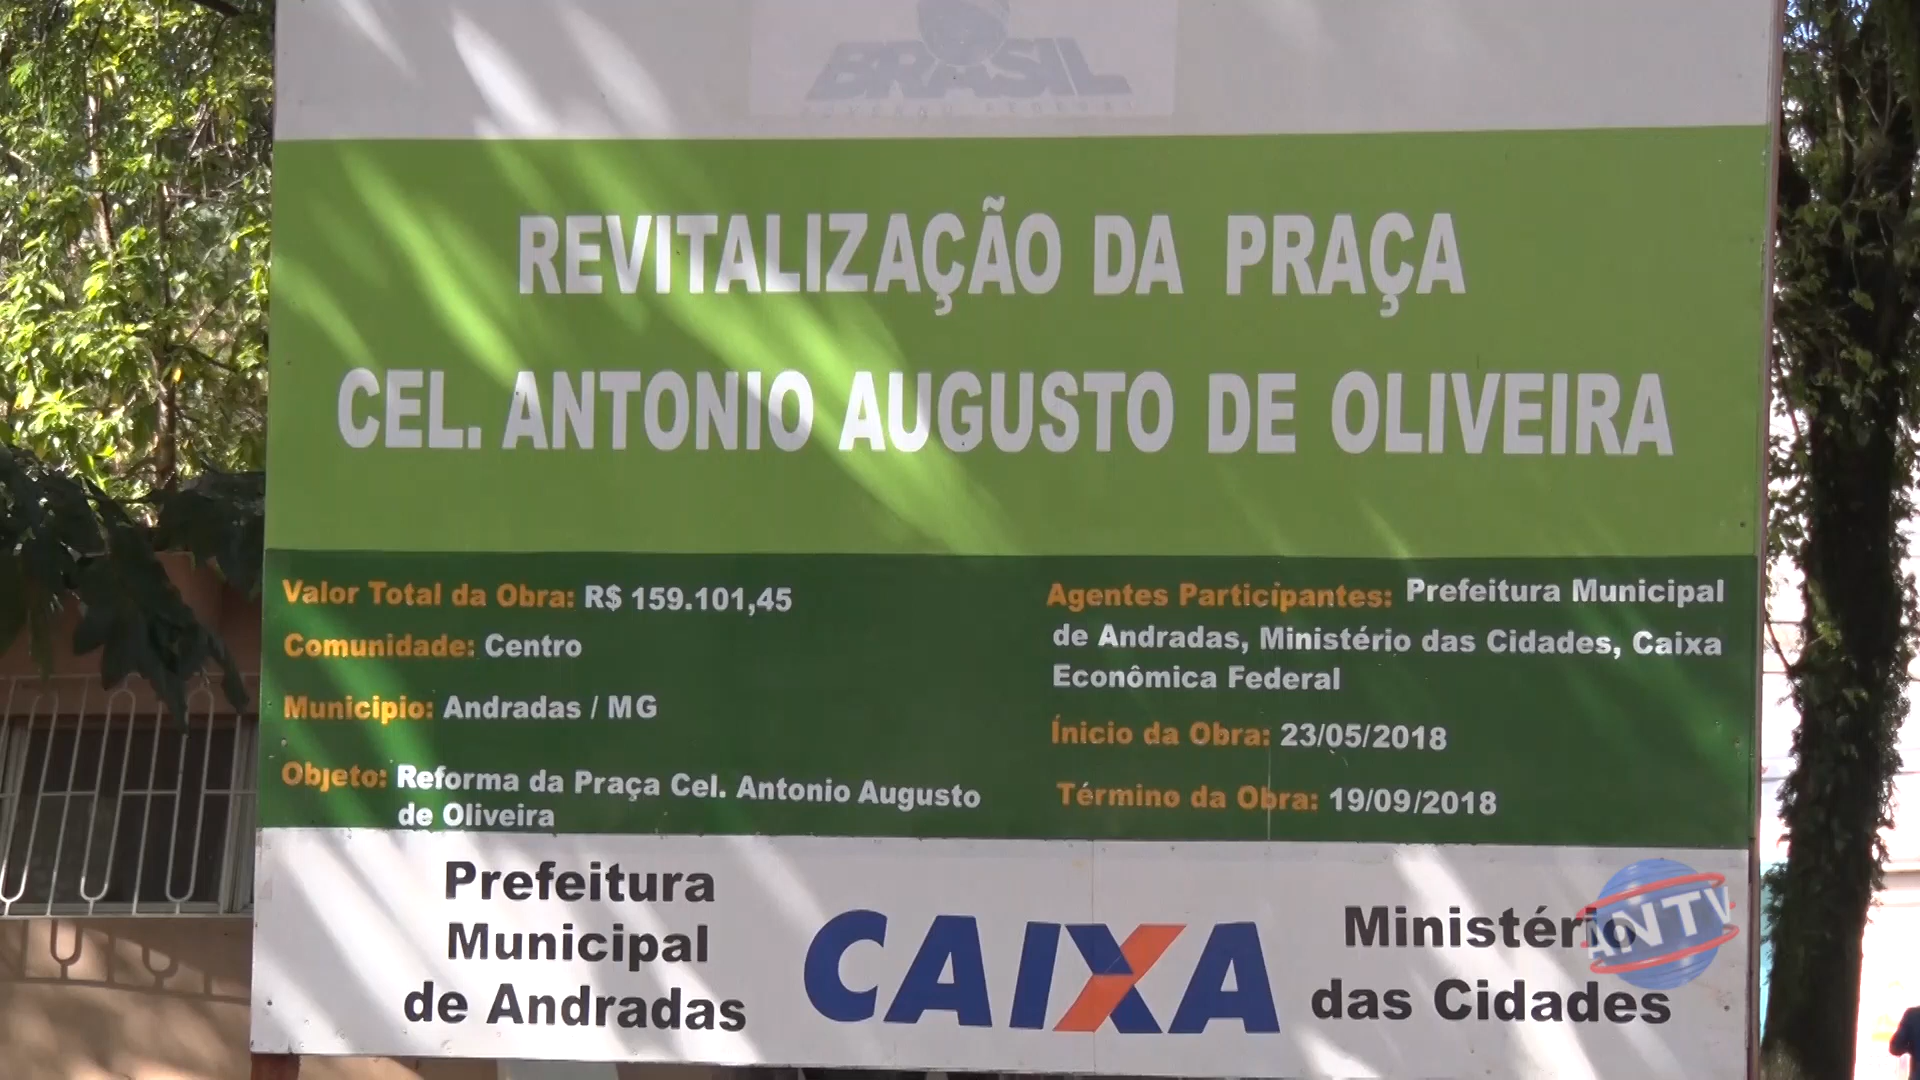 BRASIL
GOVERNO FEDERAL
REVITALIZAÇÃO DA PRAÇA
CEL. ANTONIO AUGUSTO DE OLIVEIRA
Valor Total da Obra: R$ 159.101,45
Comunidade: Centro
Municipio: Andradas / MG
Objeto: Reforma da Praça Cel. Antonio Augusto
de Oliveira
Agentes Participantes: Prefeitura Municipal
de Andradas, Ministério das Cidades, Caixa
Econômica Federal
Ínicio da Obra: 23/05/2018
Término da Obra: 19/09/2018
Prefeitura
Municipal
de Andradas
CAIXA
Ministério
das Cidades
ANTV